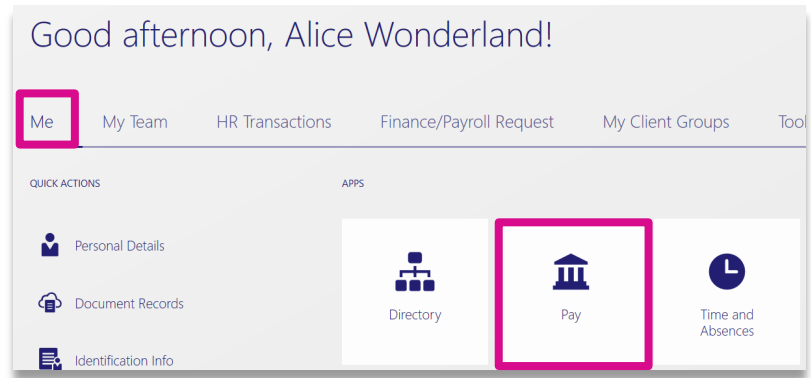 Good afternoon, Alice Wonderland!
Me My Team HR Transactions Finance/Payroll Request My Client Groups
QUICK ACTIONS
Personal Details
Document Records
Identification Info
APPS
Directory
Pay
Time and
Absences